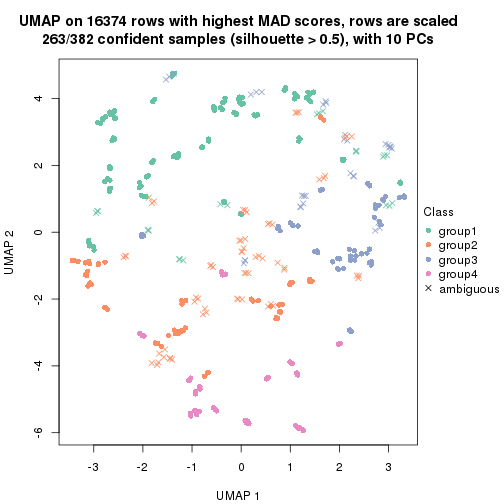 UMAP on 16374 rows with highest MAD scores, rows are scaled
263/382 confident samples (silhouette > 0.5), with 10 PCs
4
2
0
-2
-4
-6
UMAP 2
-3
-2
-1
0
1
2
3
UMAP 1
Class
group1
group2
group3
group4
ambiguous